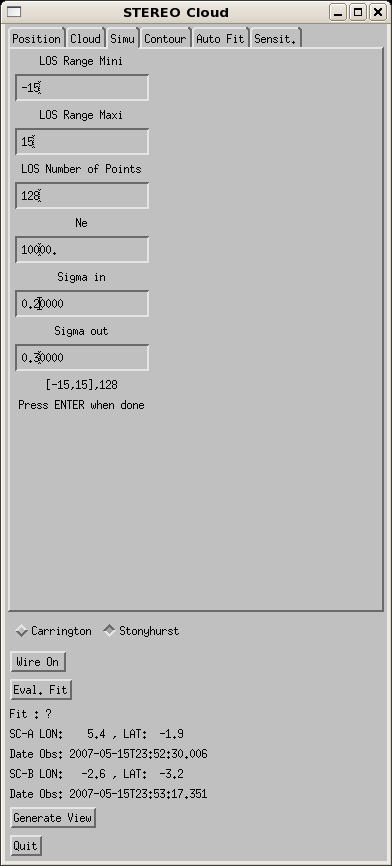 STEREO Cloud
Position Cloud Simu Contour Auto Fit Sensit.
LOS Range Mini
-15
LOS Range Maxi
15
LOS Number of Points
128
Ne
10000.
Sigma in
0.20000
Sigma out
0.30000
[-15,15],128
Press ENTER when done
Carrington Stonyhurst
Wire On
Eval. Fit
Fit : ?
SC-A LON: 5.4 , LAT: -1.9
Date Obs: 2007-05-15T23:52:30.006
SC-B LON: -2.6 , LAT: -3.2
Date Obs: 2007-05-15T23:53:17.351
Generate View
Quit